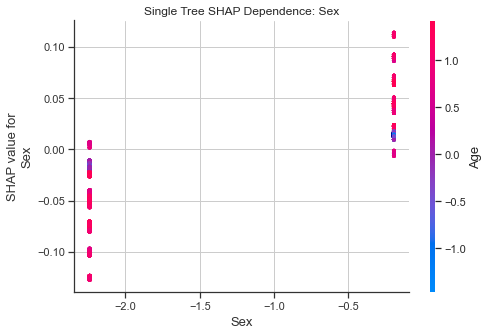 Single Tree SHAP Dependence: Sex
SHAP value for
Sex
0.10
0.05
0.00
−0.05
−0.10
−2.0
−1.5
−1.0
−0.5
Sex
1.0
0.5
0.0
−0.5
−1.0
Age